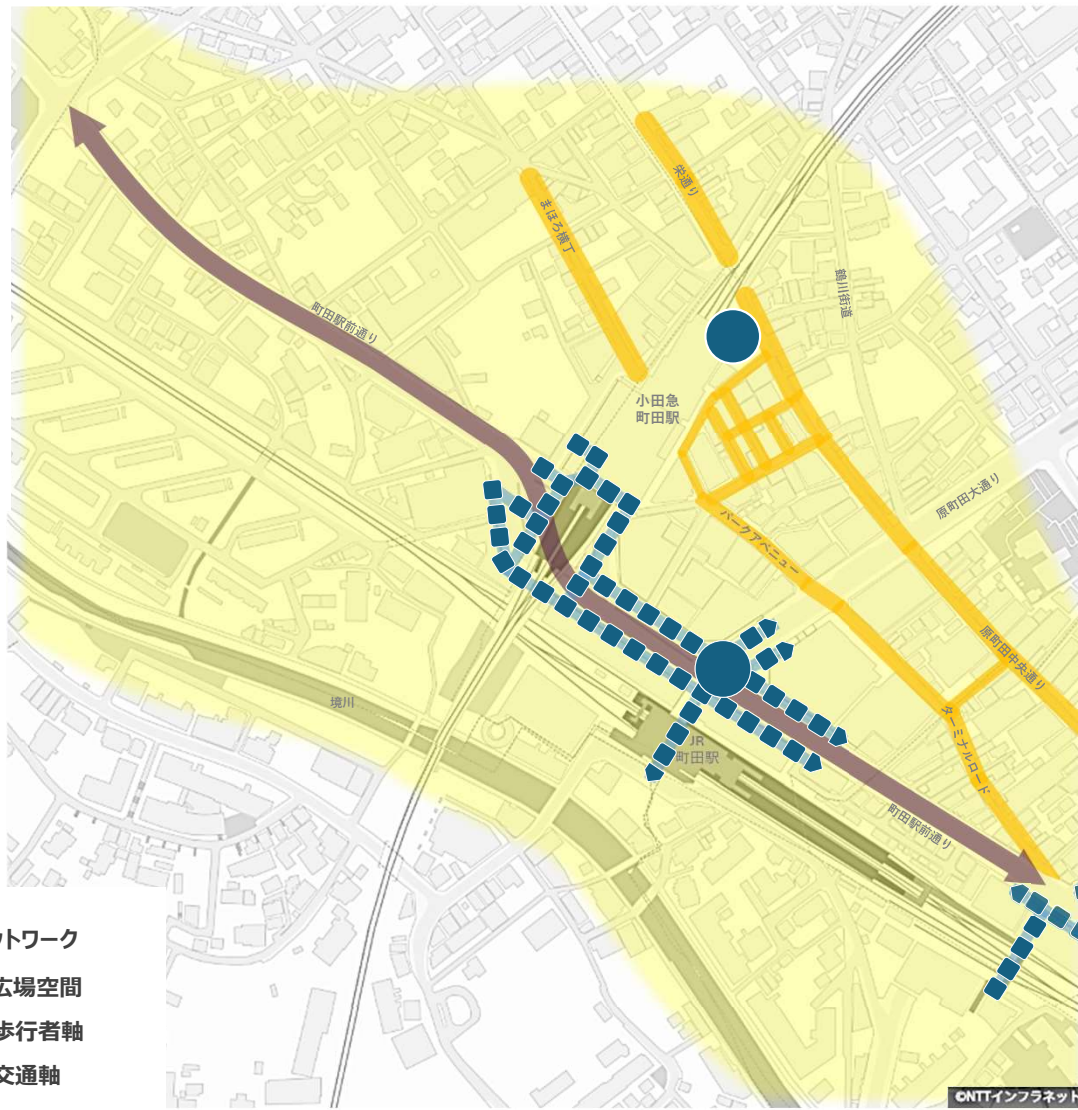 栄通り
まほろ横丁
鶴川街道
町田駅前通り
小田急
町田駅
原町田大通り
パークアベニュー
原町田中央通り
境川
JR
町田駅
ターミナルロード
町田駅前通り
ットワーク
広場空間
歩行者軸
交通軸
©NTTインフラネット